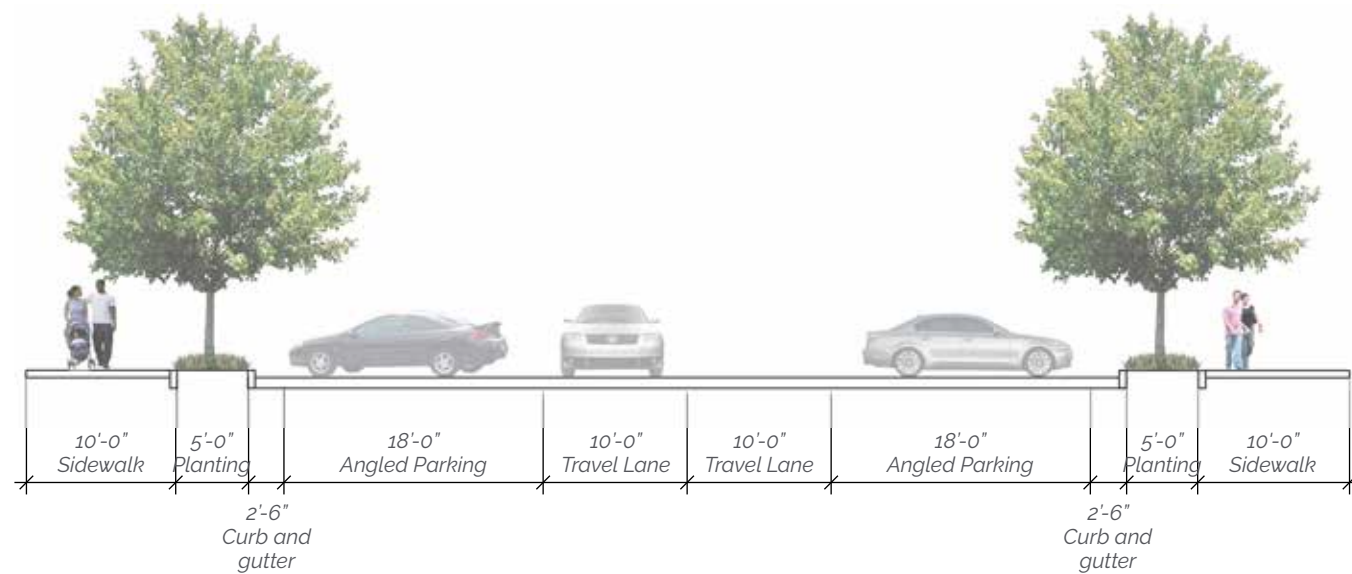 10'-0"
Sidewalk
5'-0"
Planting
2'-6"
Curb and
gutter
18'-0"
Angled Parking
10'-0"
Travel Lane
10'-0"
Travel Lane
18'-0"
Angled Parking
2'-6"
Curb and
gutter
5'-0"
Planting
10'-0"
Sidewalk